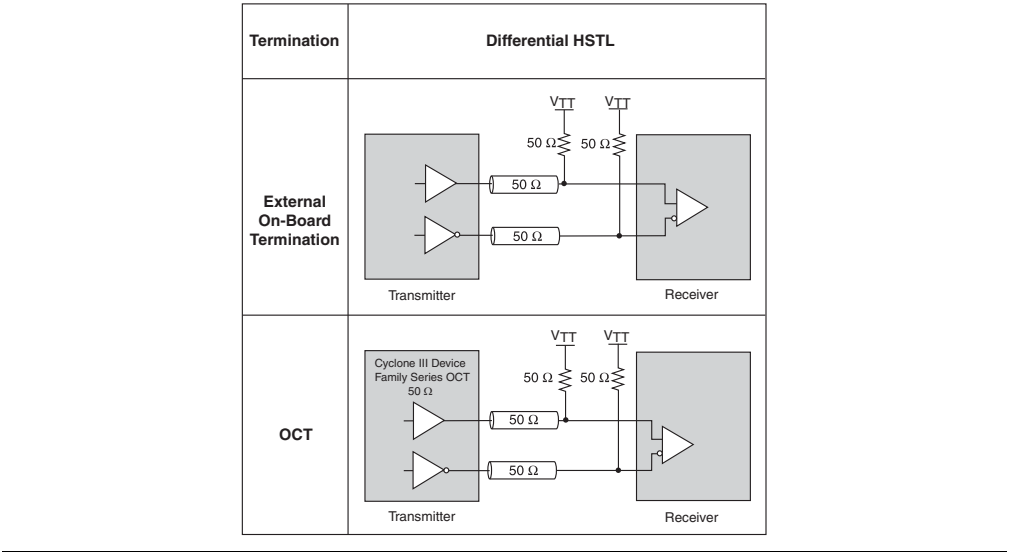 Termination
Differential HSTL
External
On-Board
Termination
VTT
VTT
50 Ω
50 Ω
50 Ω
50 Ω
Transmitter
Receiver
OCT
Cyclone III Device
Family Series OCT
50 Ω
VTT
VTT
50 Ω
50 Ω
50 Ω
50 Ω
Transmitter
Receiver